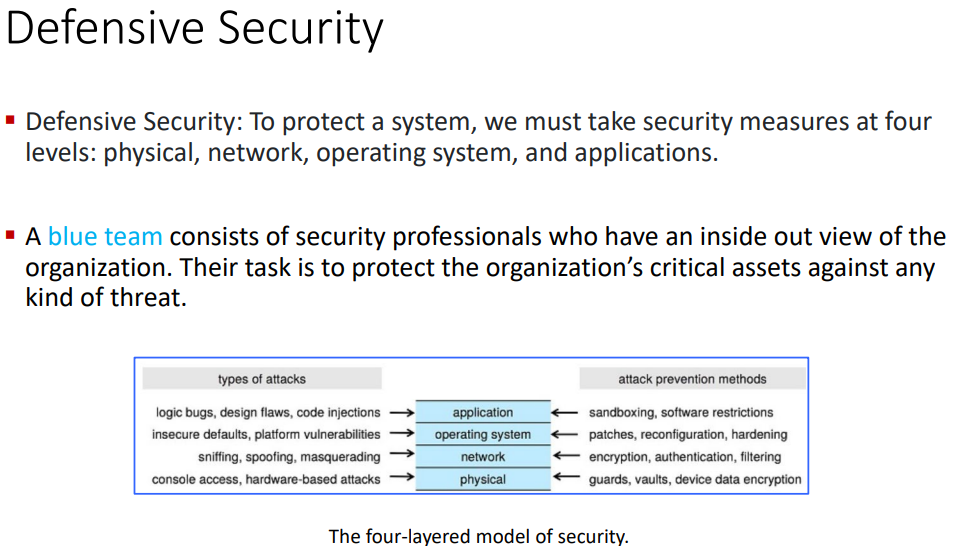 Defensive Security
▪ Defensive Security: To protect a system, we must take security measures at four
levels: physical, network, operating system, and applications.
▪ A blue team consists of security professionals who have an inside out view of the
organization. Their task is to protect the organization’s critical assets against any
kind of threat.
types of attacks attack prevention methods
logic bugs, design flaws, code injections → application ← sandboxing, software restrictions
insecure defaults, platform vulnerabilities → operating system ← patches, reconfiguration, hardening
sniffing, spoofing, masquerading → network ← encryption, authentication, filtering
console access, hardware-based attacks → physical ← guards, vaults, device data encryption
The four-layered model of security.